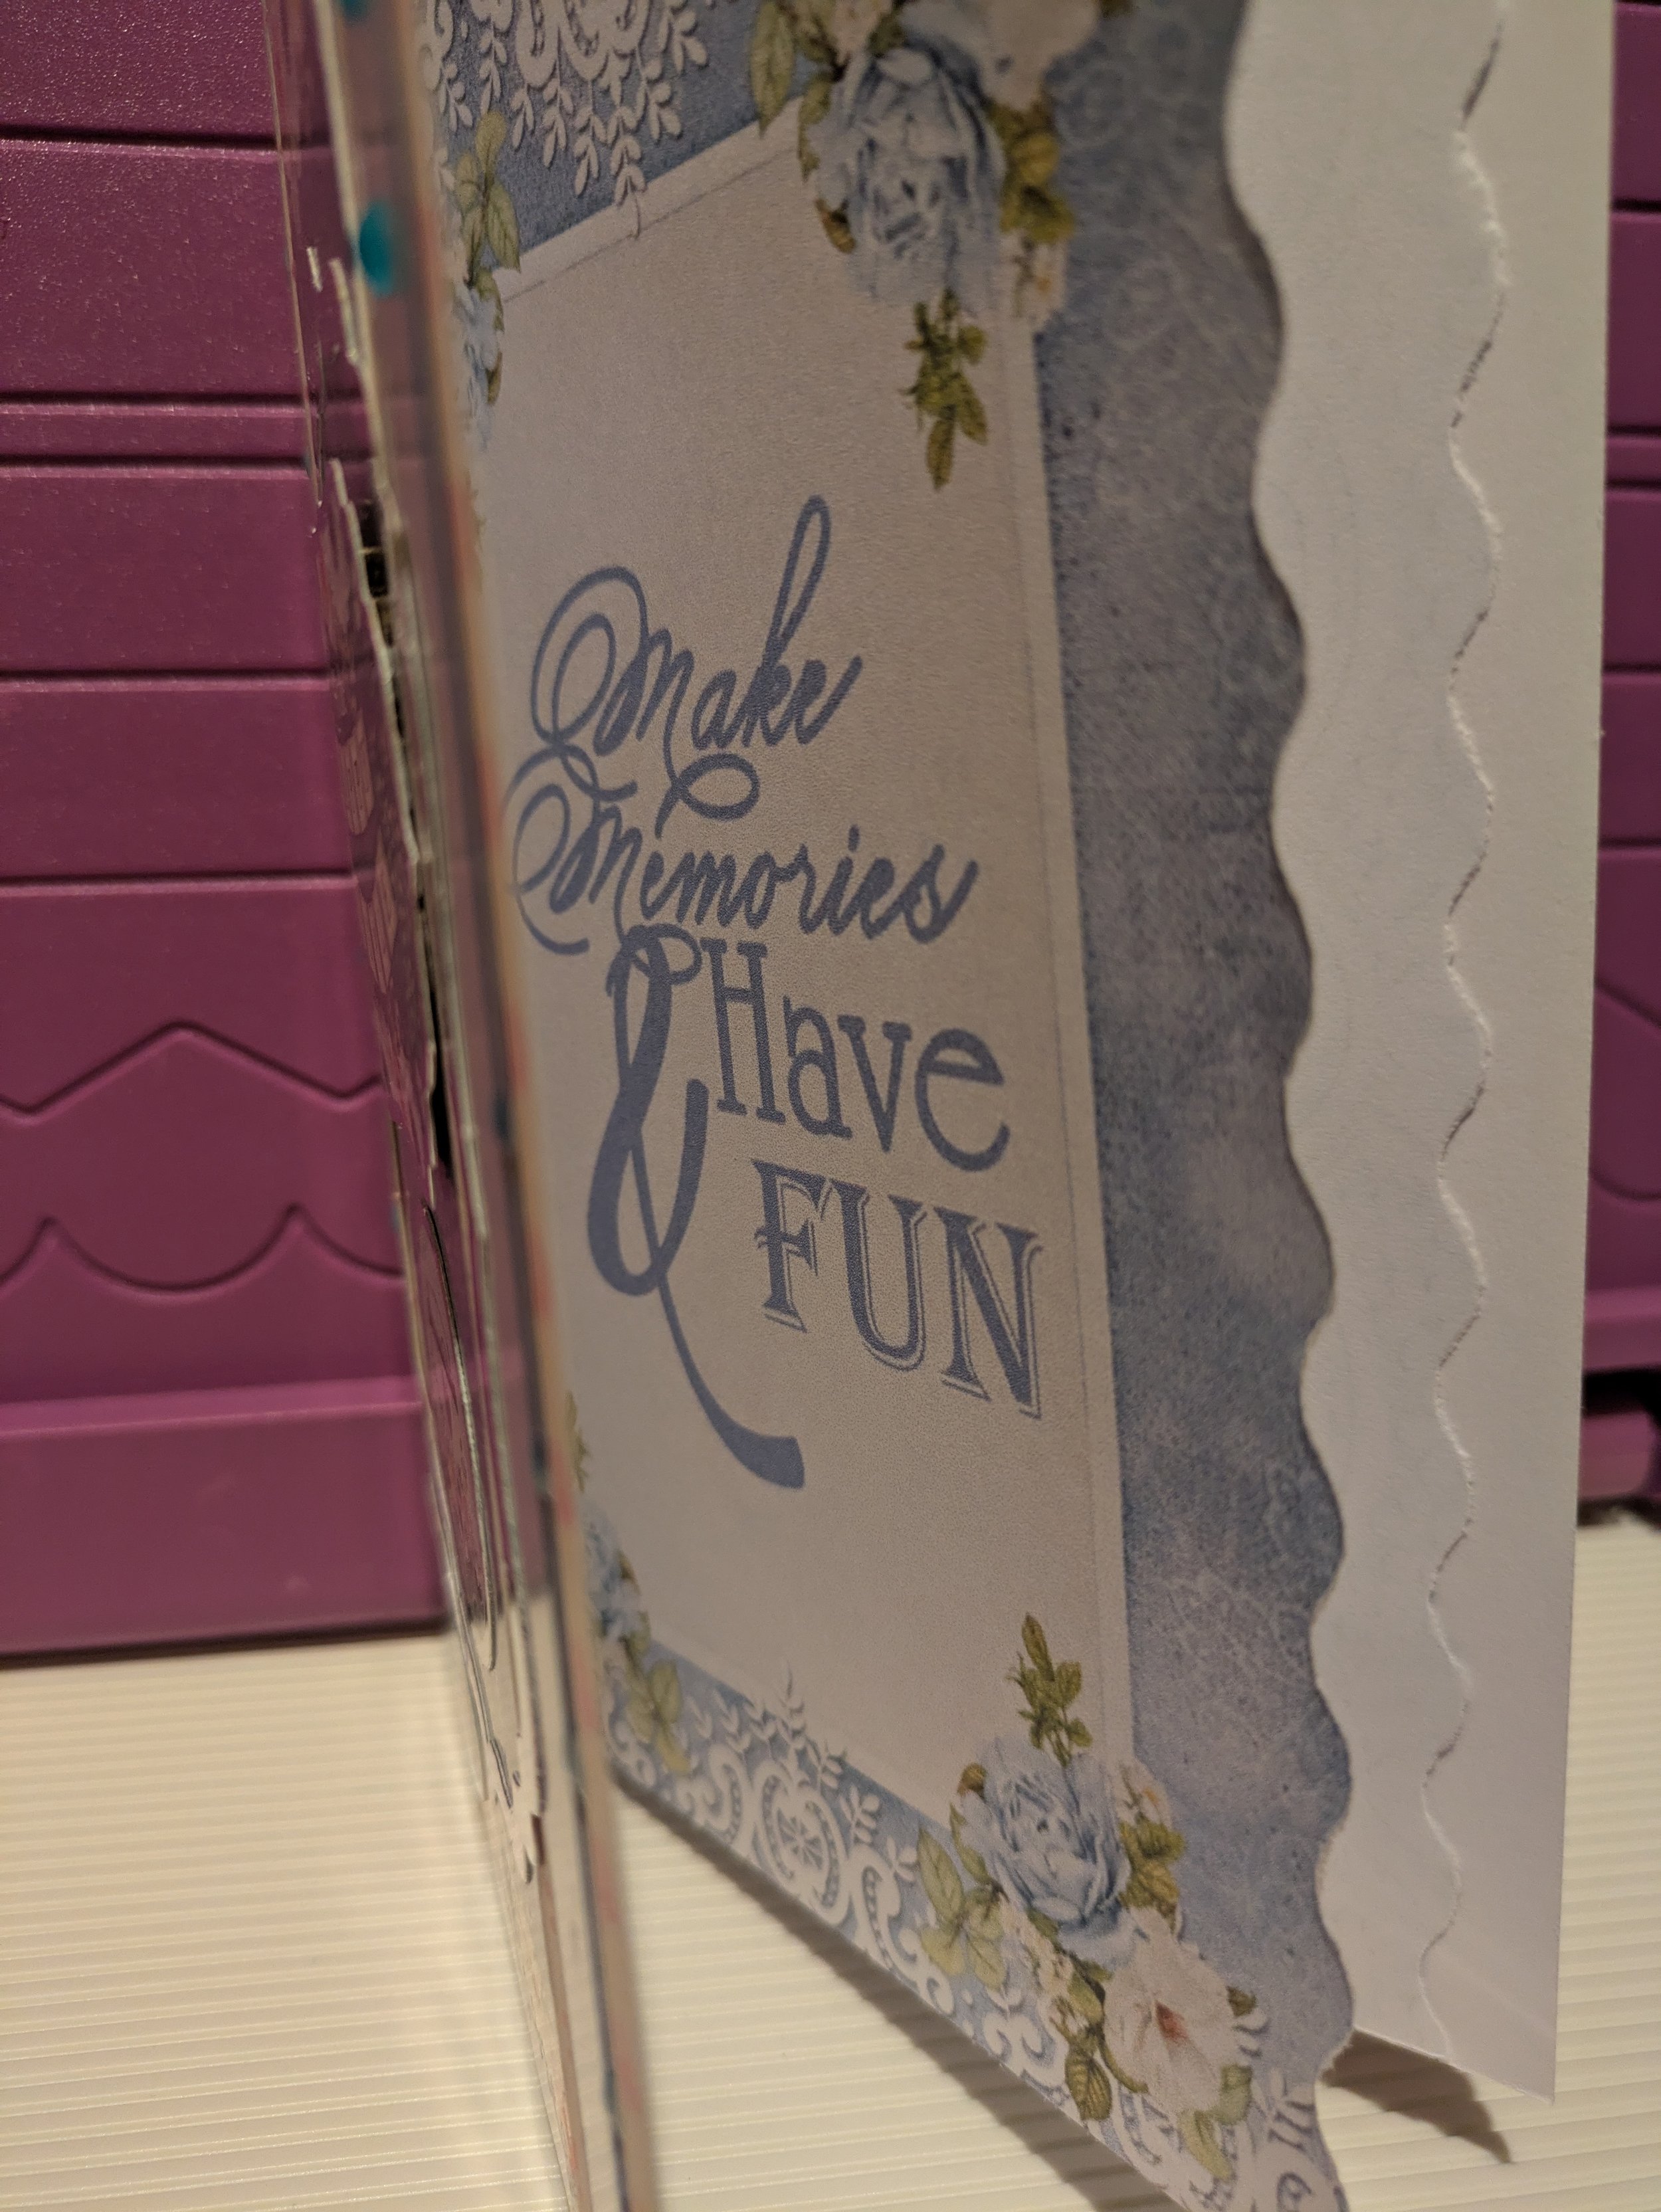 Make
Memories
& Have
FUN